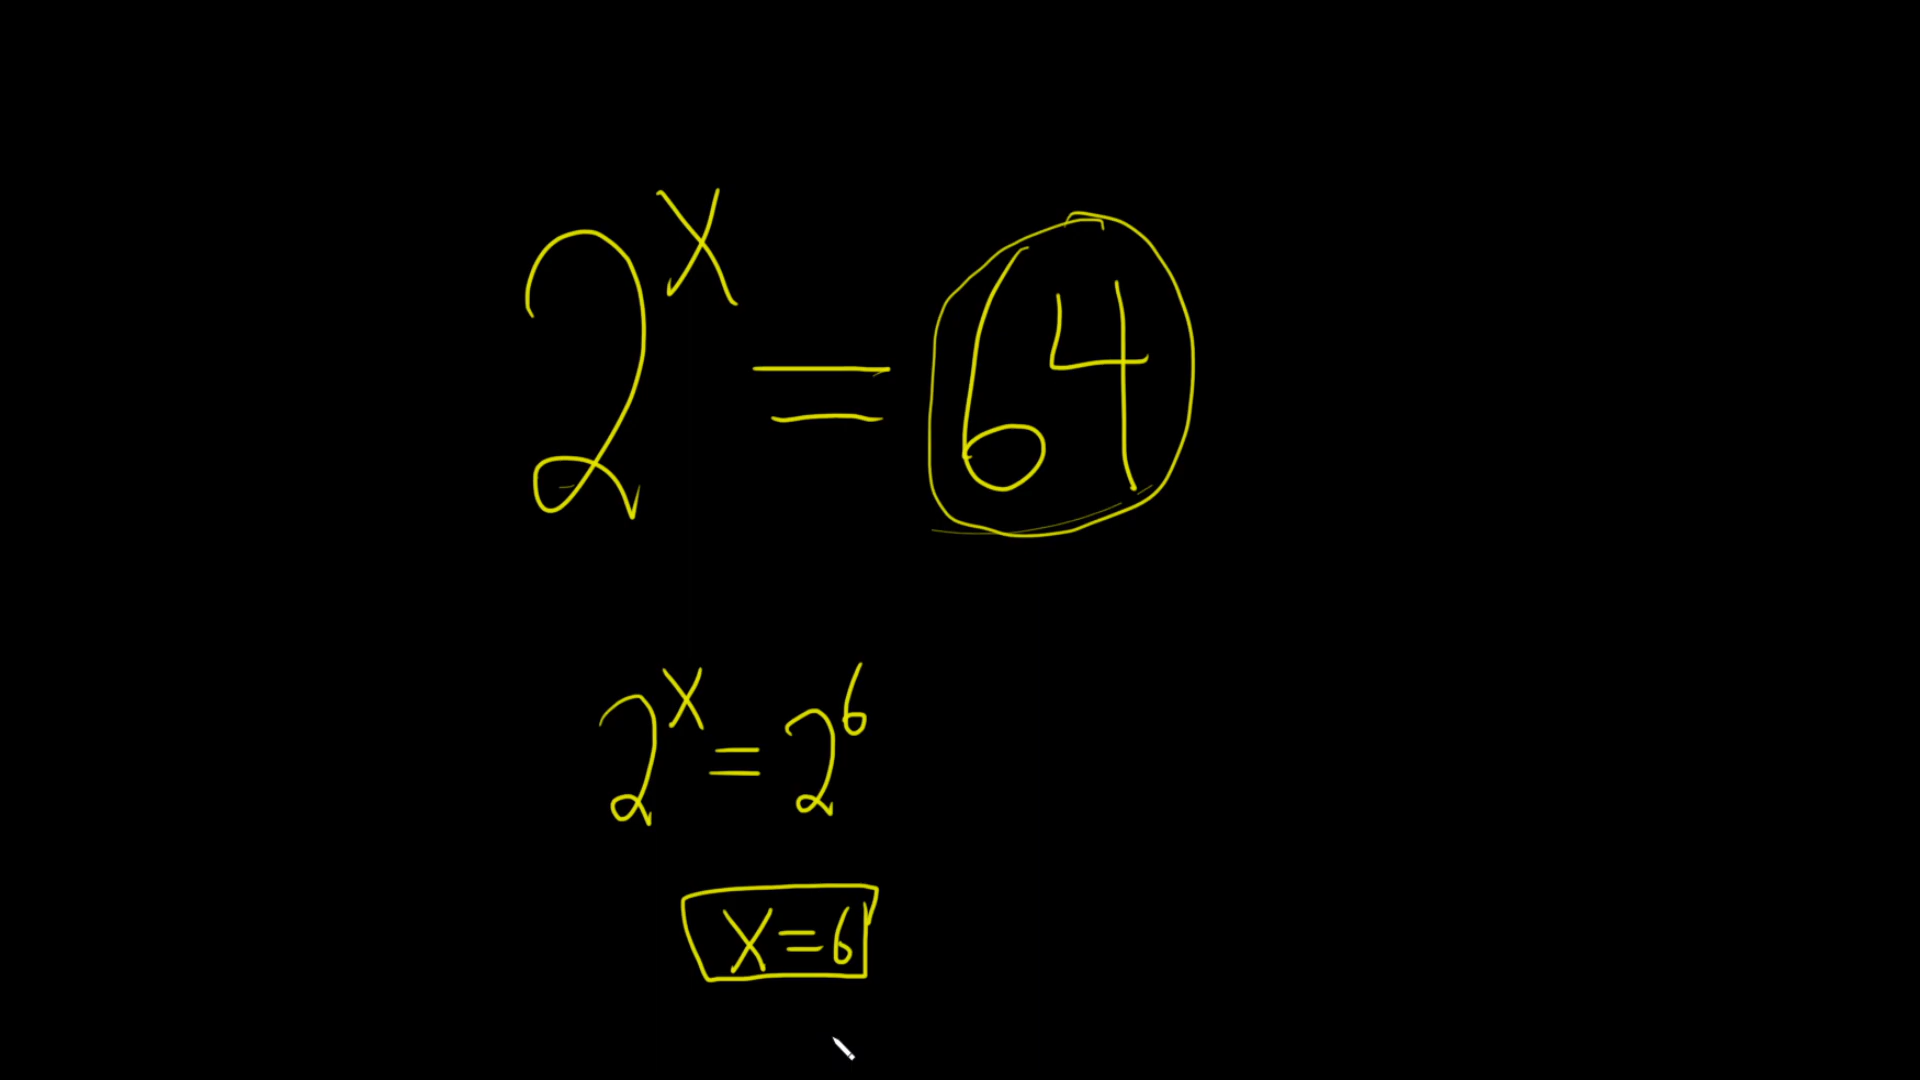 2^x = 64
2^x = 2^6
x = 6